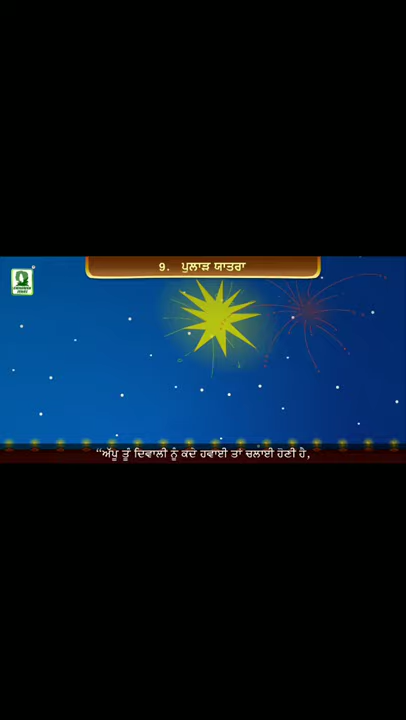 9. ਪੁਲਾੜ ਯਾਤਰਾ
“ਅੱਪੂ ਤੂੰ ਦਿਵਾਲੀ ਨੂੰ ਕਦੇ ਹਵਾਈ ਤਾਂ ਚਲਾਈ ਹੋਣੀ ਹੈ,